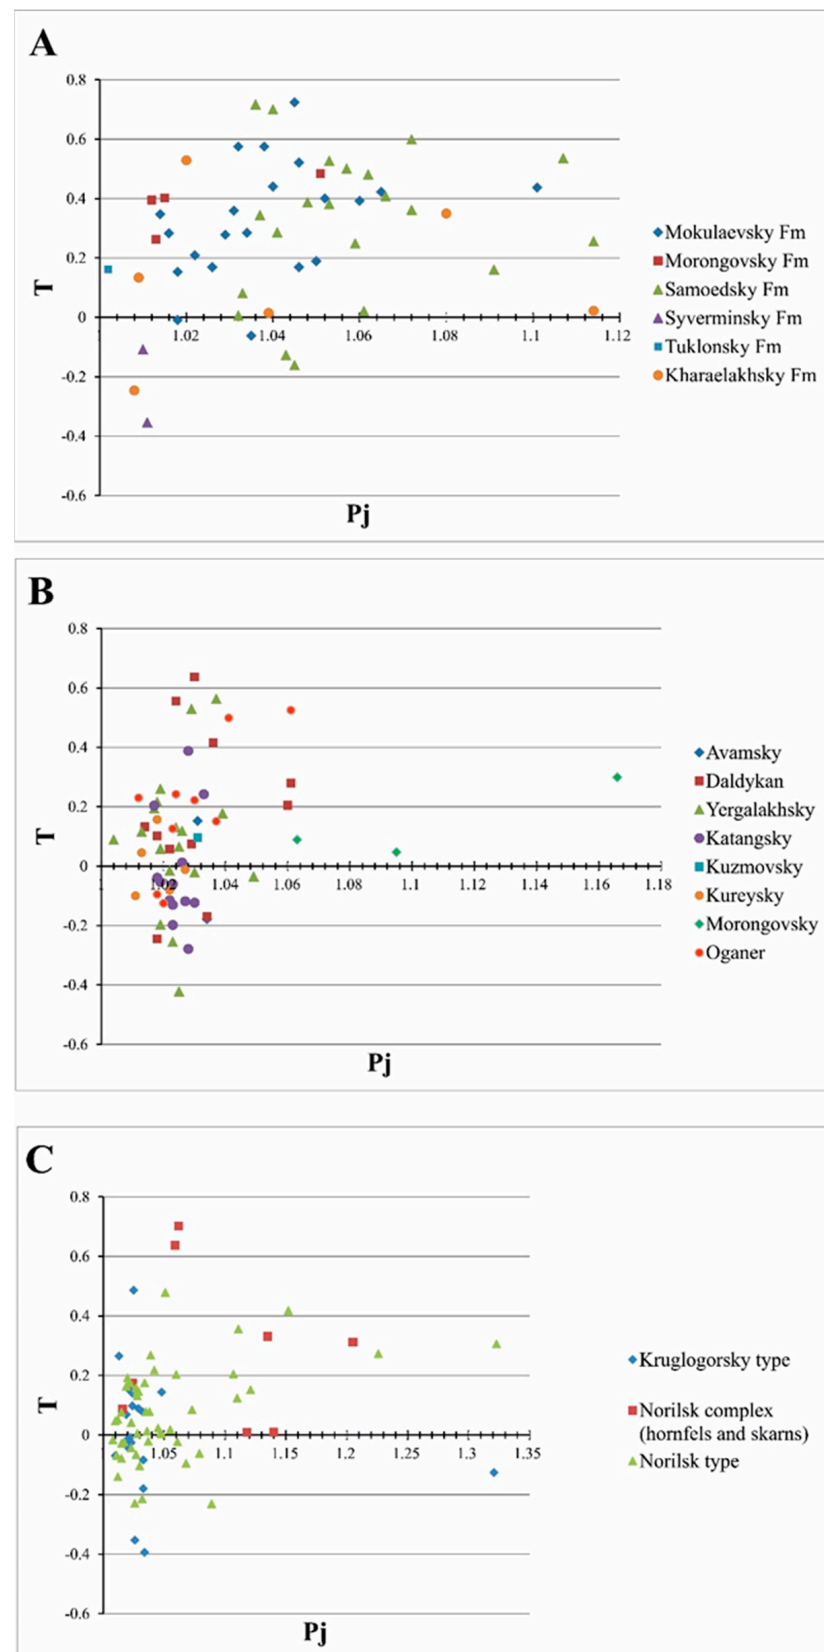 A
0.8
0.6
0.4
0.2
0
-0.2
-0.4
-0.6
T
1 1.02 1.04 1.06 1.08 1.1 1.12
Pj
Mokulaevsky Fm
Morongovsky Fm
Samoedsky Fm
Syverminsky Fm
Tuklonsky Fm
Kharaelakhsky Fm
B
0.8
0.6
0.4
0.2
0
-0.2
-0.4
-0.6
T
1 1.02 1.04 1.06 1.08 1.1 1.12 1.14 1.16 1.18
Pj
Avamsky
Daldykan
Yergalakhsky
Katangsky
Kuzmovsky
Kureysky
Morongovsky
Oganer
C
0.8
0.6
0.4
0.2
0
-0.2
-0.4
-0.6
T
1 1.05 1.1 1.15 1.2 1.25 1.3 1.35
Pj
Kruglogorsky type
Norilsk complex
(hornfels and skarns)
Norilsk type